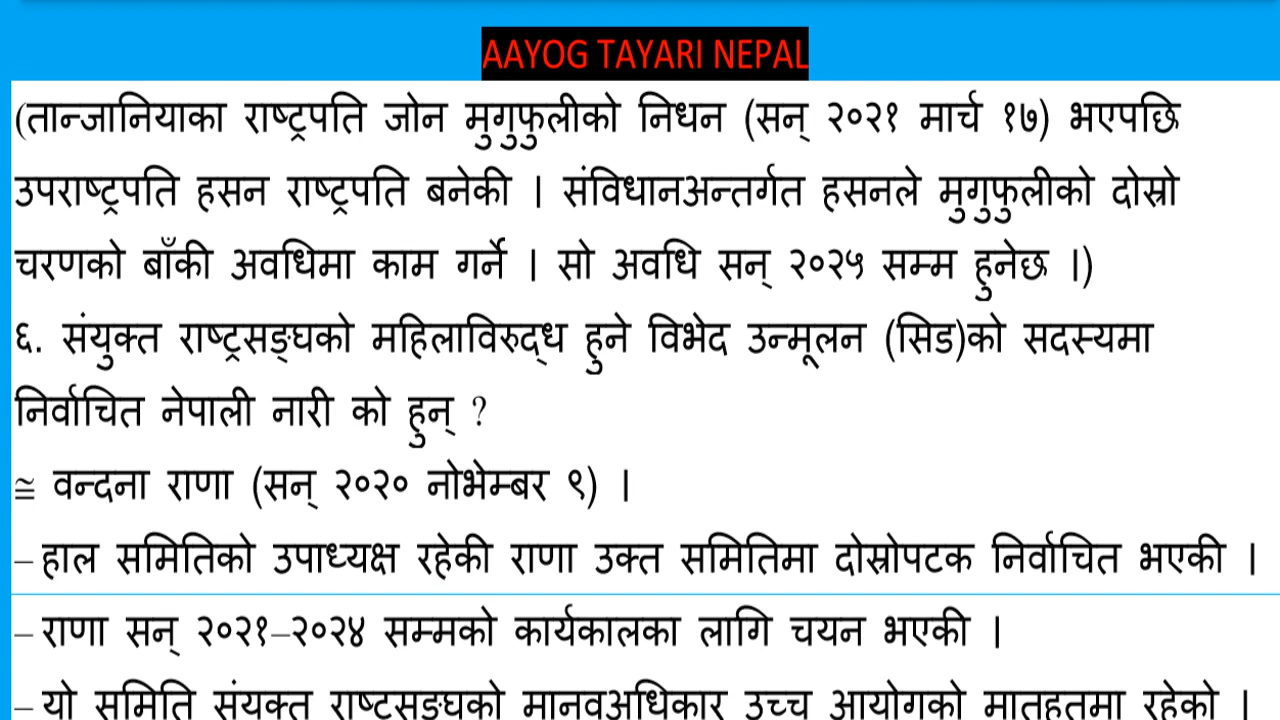 AAYOG TAYARI NEPAL
(तान्जानियाका राष्ट्रपति जोन मुगुफुलीको निधन (सन् २०२१ मार्च १७) भएपछि
उपराष्ट्रपति हसन राष्ट्रपति बनेकी । संविधानअन्तर्गत हसनले मुगुफुलीको दोस्रो
चरणको बाँकी अवधिमा काम गर्ने । सो अवधि सन् २०२५ सम्म हुनेछ ।)
६. संयुक्त राष्ट्रसङ्घको महिलाविरुद्ध हुने विभेद उन्मूलन (सिड)को सदस्यमा
निर्वाचित नेपाली नारी को हुन् ?
≅ वन्दना राणा (सन् २०२० नोभेम्बर ९) ।
– हाल समितिको उपाध्यक्ष रहेकी राणा उक्त समितिमा दोस्रोपटक निर्वाचित भएकी ।
– राणा सन् २०२१–२०२४ सम्मको कार्यकालका लागि चयन भएकी ।
– यो समिति संयुक्त राष्ट्रसङ्घको मानवअधिकार उच्च आयोगको मातहतमा रहेको ।